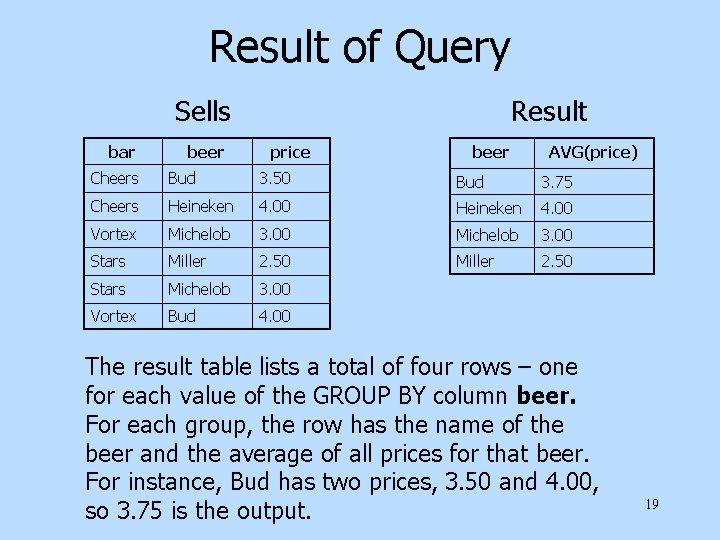 Result of Query
Sells
bar beer price
Cheers Bud 3.50
Cheers Heineken 4.00
Vortex Michelob 3.00
Stars Miller 2.50
Stars Michelob 3.00
Vortex Bud 4.00
Result
beer AVG(price)
Bud 3.75
Heineken 4.00
Michelob 3.00
Miller 2.50
The result table lists a total of four rows – one
for each value of the GROUP BY column beer.
For each group, the row has the name of the
beer and the average of all prices for that beer.
For instance, Bud has two prices, 3.50 and 4.00,
so 3.75 is the output.
19